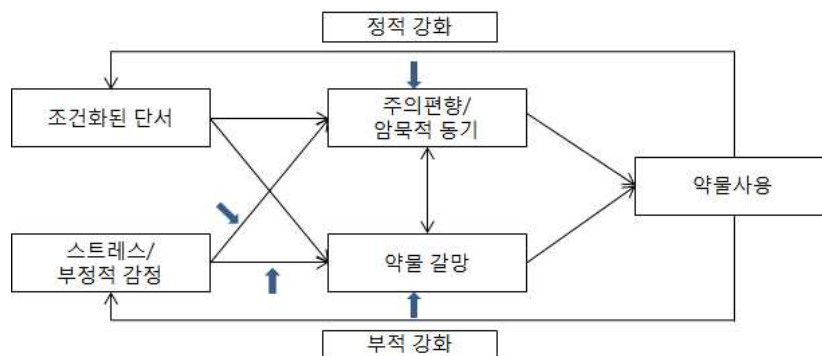 정적 강화
조건화된 단서
주의편향/
암묵적 동기
약물사용
스트레스/
부정적 감정
약물 갈망
부적 강화